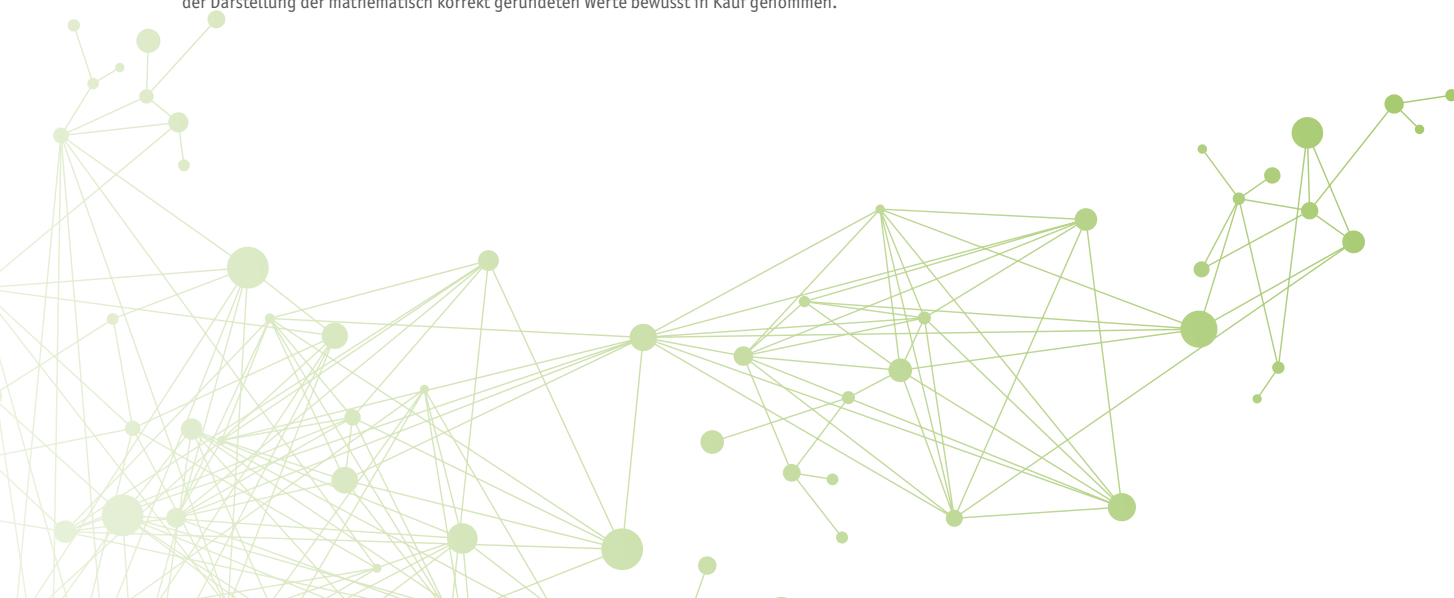 der Darstellung der mathematisch korrekt gerundeten Werte bewusst in Kauf genommen.